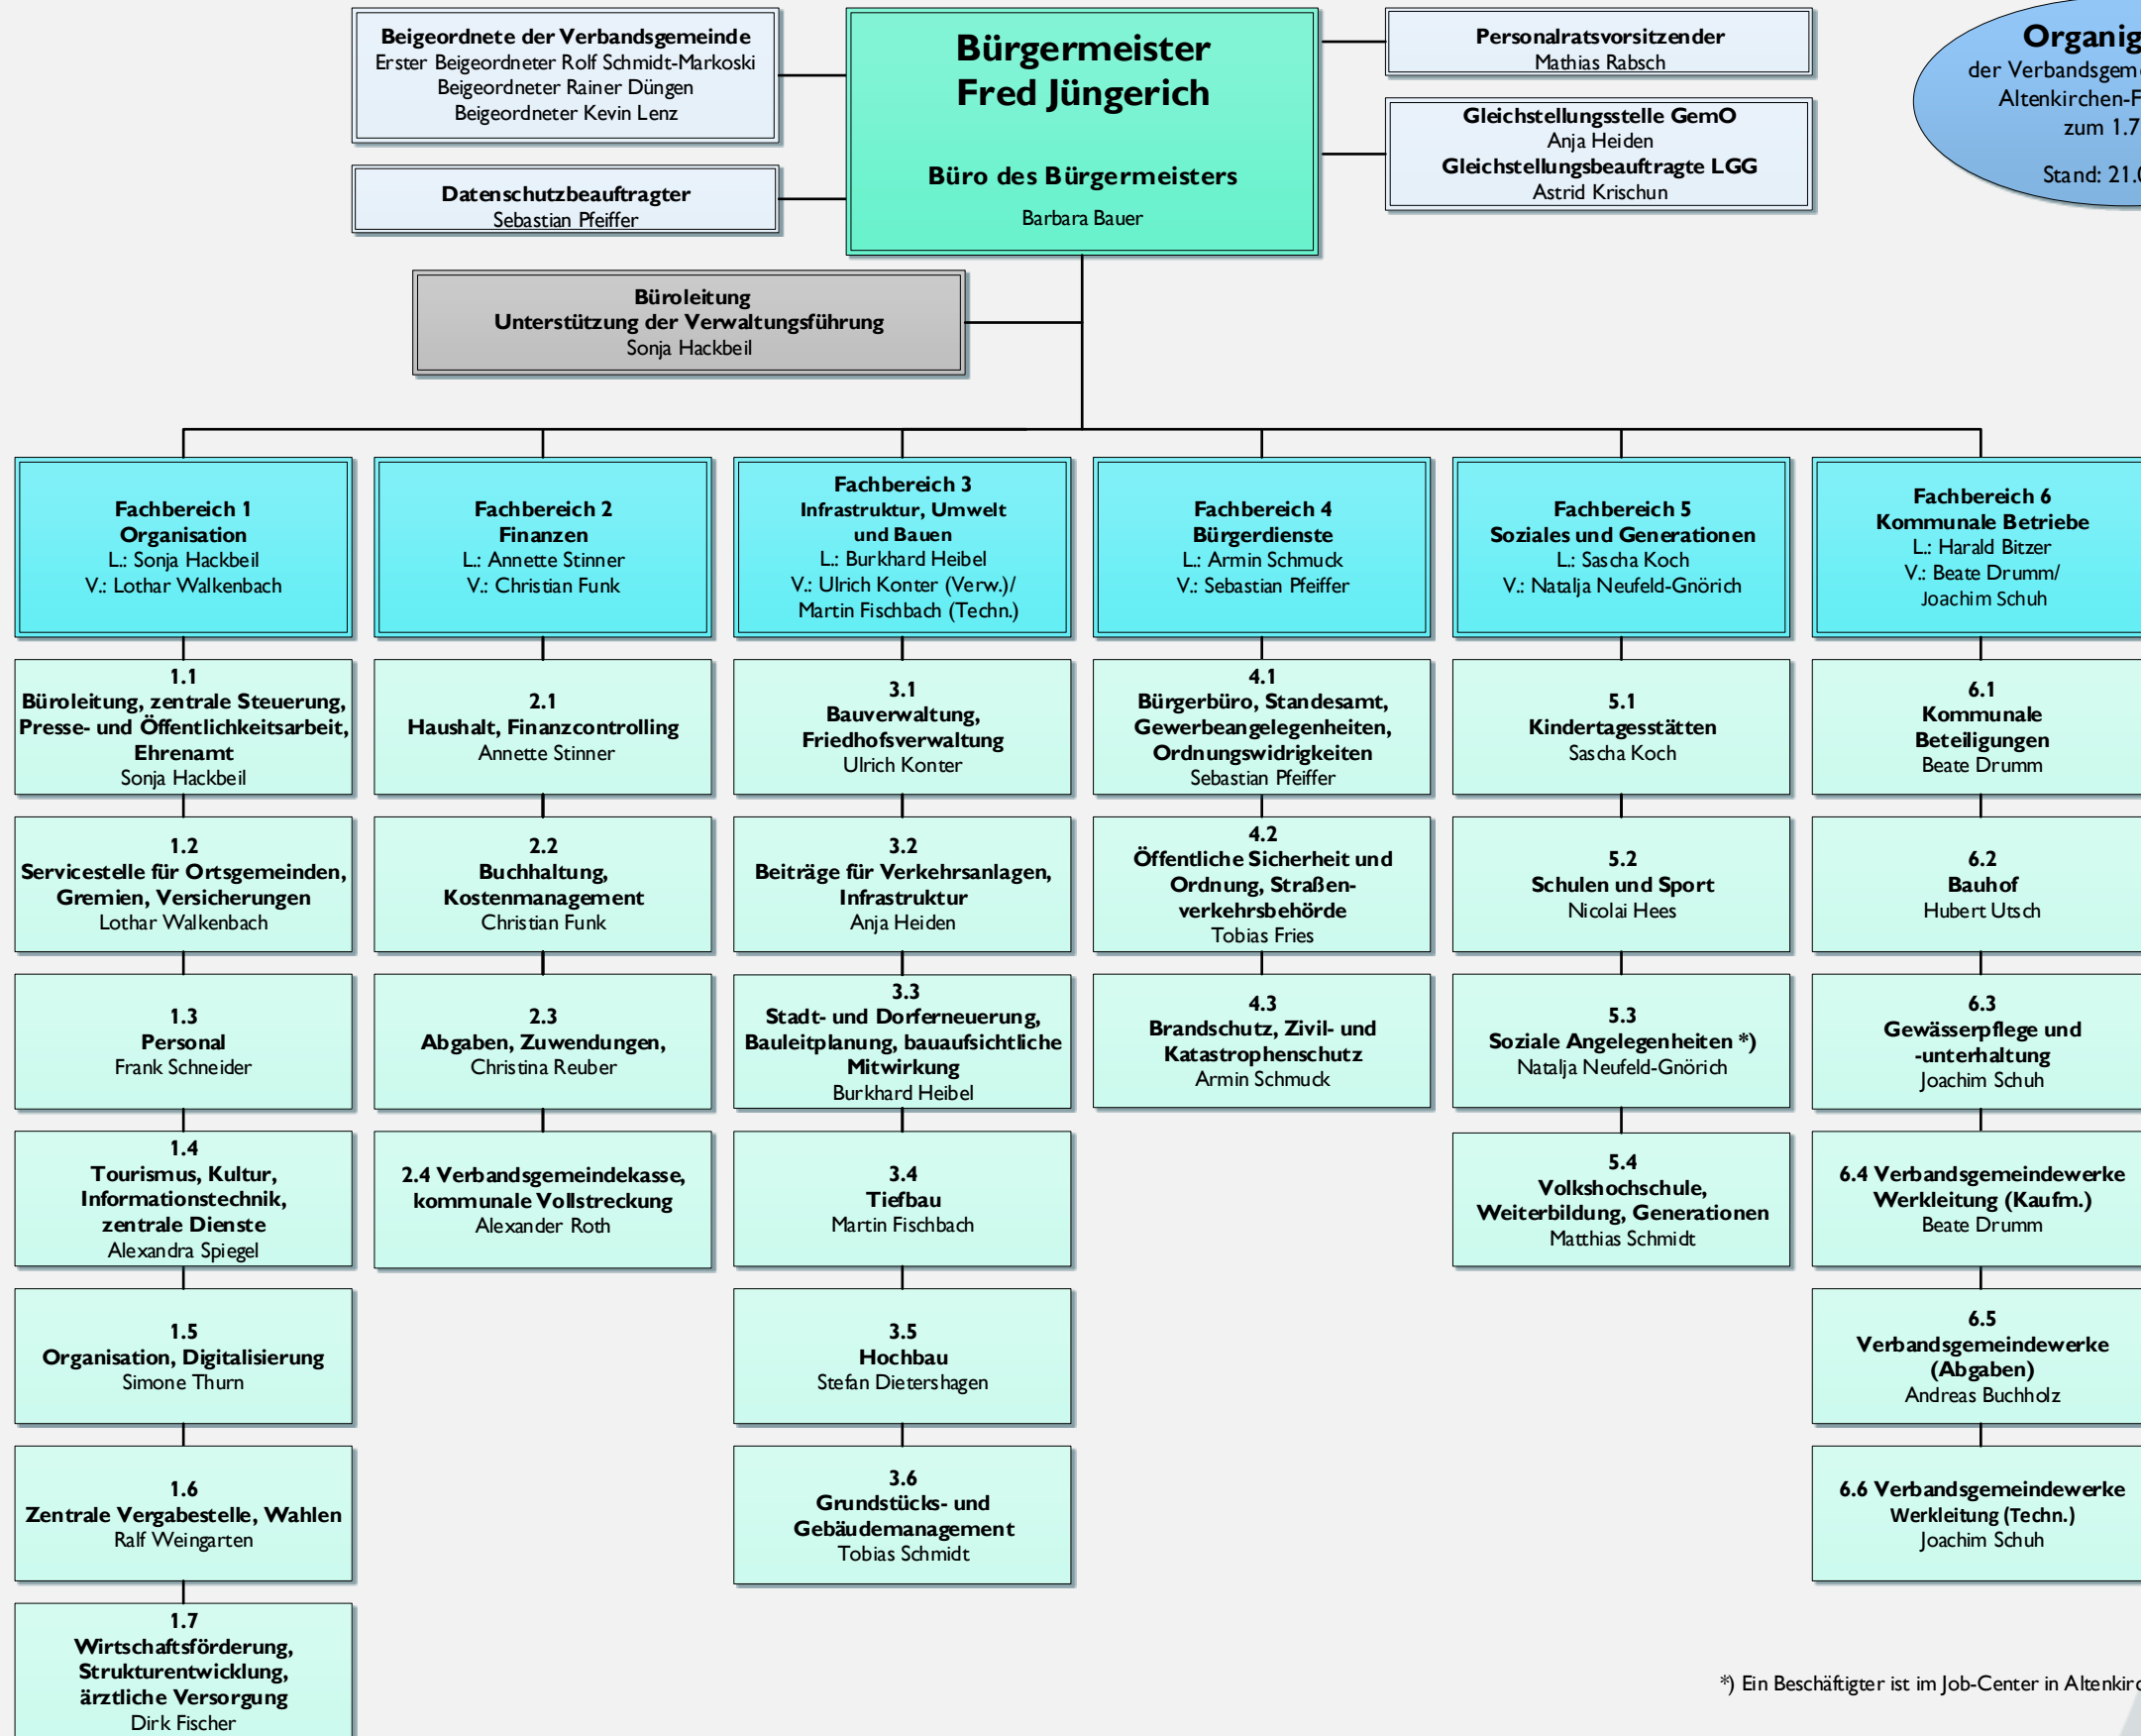 Beigeordnete der Verbandsgemeinde
Erster Beigeordneter Rolf Schmidt-Markoski
Beigeordneter Rainer Düngen
Beigeordneter Kevin Lenz
Datenschutzbeauftragter
Sebastian Pfeiffer
Bürgermeister
Fred Jüngerich
Büro des Bürgermeisters
Barbara Bauer
Personalratsvorsitzender
Mathias Rabsch
Gleichstellungsstelle GemO
Anja Heiden
Gleichstellungsbeauftragte LGG
Astrid Krischun
der
zum
Stand:
Büroleitung
Unterstützung der Verwaltungsführung
Sonja Hackbeil
Fachbereich 1
Organisation
L.: Sonja Hackbeil
V.: Lothar Walkenbach
1.1
Büroleitung, zentrale Steuerung,
Presse- und Öffentlichkeitsarbeit,
Ehrenamt
Sonja Hackbeil
1.2
Servicestelle für Ortsgemeinden,
Gremien, Versicherungen
Lothar Walkenbach
1.3
Personal
Frank Schneider
1.4
Tourismus, Kultur,
Informationstechnik,
zentrale Dienste
Alexandra Spiegel
1.5
Organisation, Digitalisierung
Simone Thurn
1.6
Zentrale Vergabestelle, Wahlen
Ralf Weingarten
1.7
Wirtschaftsförderung,
Strukturentwicklung,
ärztliche Versorgung
Dirk Fischer
Fachbereich 2
Finanzen
L.: Annette Stinner
V.: Christian Funk
2.1
Haushalt, Finanzcontrolling
Annette Stinner
2.2
Buchhaltung,
Kostenmanagement
Christian Funk
2.3
Abgaben, Zuwendungen,
Christina Reuber
2.4 Verbandsgemeindekasse,
kommunale Vollstreckung
Alexander Roth
Fachbereich 3
Infrastruktur, Umwelt
und Bauen
L.: Burkhard Heibel
V.: Ulrich Konter (Verw.)/
Martin Fischbach (Techn.)
3.1
Bauverwaltung,
Friedhofsverwaltung
Ulrich Konter
3.2
Beiträge für Verkehrsanlagen,
Infrastruktur
Anja Heiden
3.3
Stadt- und Dorferneuerung,
Bauleitplanung, bauaufsichtliche
Mitwirkung
Burkhard Heibel
3.4
Tiefbau
Martin Fischbach
3.5
Hochbau
Stefan Dietershagen
3.6
Grundstücks- und
Gebäudemanagement
Tobias Schmidt
Fachbereich 4
Bürgerdienste
L.: Armin Schmuck
V.: Sebastian Pfeiffer
4.1
Bürgerbüro, Standesamt,
Gewerbeangelegenheiten,
Ordnungswidrigkeiten
Sebastian Pfeiffer
4.2
Öffentliche Sicherheit und
Ordnung, Straßen-
verkehrsbehörde
Tobias Fries
4.3
Brandschutz, Zivil- und
Katastrophenschutz
Armin Schmuck
Fachbereich 5
Soziales und Generationen
L.: Sascha Koch
V.: Natalja Neufeld-Gnörich
5.1
Kindertagesstätten
Sascha Koch
5.2
Schulen und Sport
Nicolai Hees
5.3
Soziale Angelegenheiten *)
Natalja Neufeld-Gnörich
5.4
Volkshochschule,
Weiterbildung, Generationen
Matthias Schmidt
Fachbereich 6
Kommunale Betriebe
L.: Harald Bitzer
V.: Beate Drumm/
Joachim Schuh
6.1
Kommunale
Beteiligungen
Beate Drumm
6.2
Bauhof
Hubert Utsch
6.3
Gewässerpflege und
-unterhaltung
Joachim Schuh
6.4 Verbandsgemeindewerke
Werkleitung (Kaufm.)
Beate Drumm
6.5
Verbandsgemeindewerke
(Abgaben)
Andreas Buchholz
6.6 Verbandsgemeindewerke
Werkleitung (Techn.)
Joachim Schuh
*) Ein Beschäftigter ist im Job-Center in